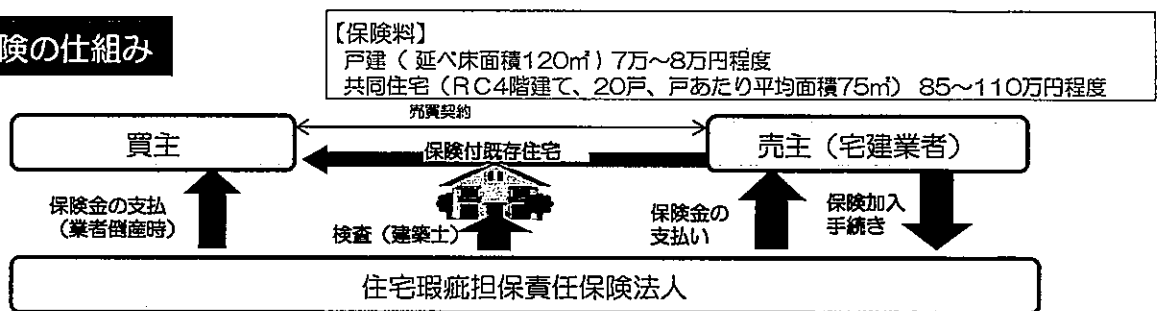 険の仕組み
【保険料】
戸建（延べ床面積120㎡）7万～8万円程度
共同住宅（RC4階建て、20戸、戸あたり平均面積75㎡） 85～110万円程度
売買契約
買主
保険付既存住宅
売主（宅建業者）
保険金の支払
（業者倒産時）
検査（建築士）
保険金の
支払い
保険加入
手続き
住宅瑕疵担保責任保険法人